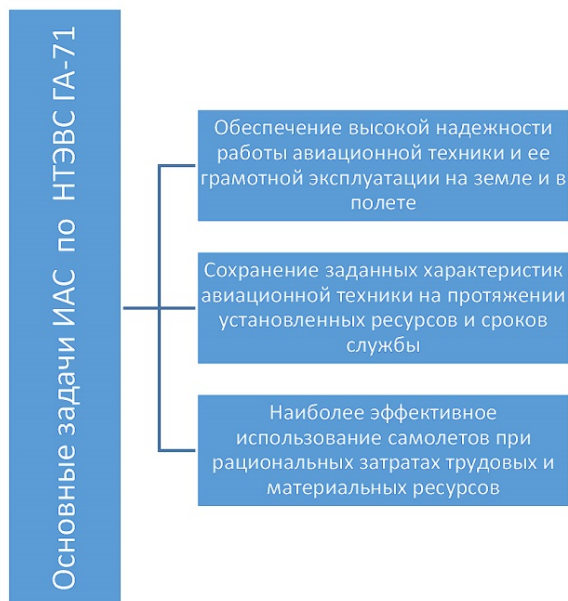 Основные задачи ИАС по НТЭВС ГА-71
Обеспечение высокой надежности
работы авиационной техники и ее
грамотной эксплуатации на земле и в
полете
Сохранение заданных характеристик
авиационной техники на протяжении
установленных ресурсов и сроков
службы
Наиболее эффективное
использование самолетов при
рациональных затратах трудовых и
материальных ресурсов